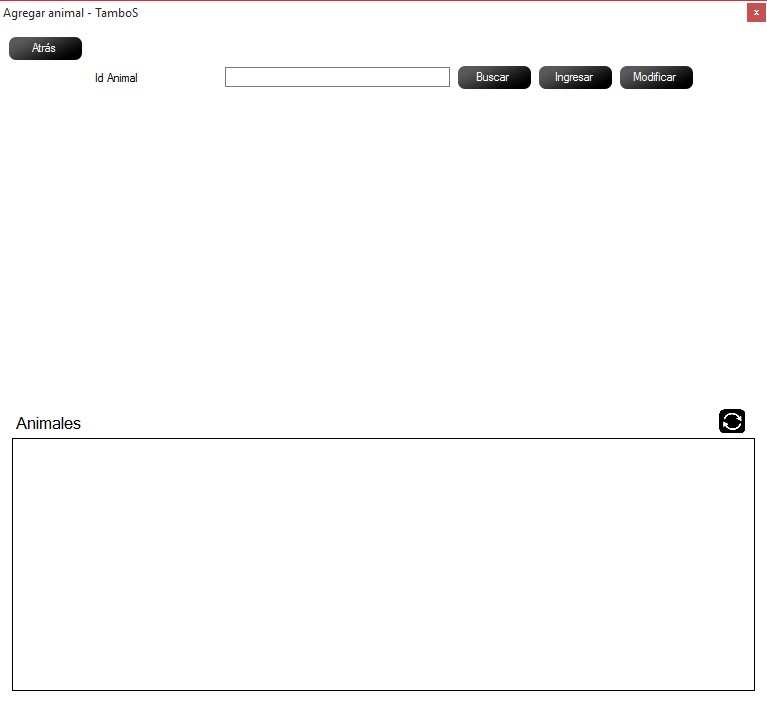 Agregar animal - TamboS
x
Atrás
Id Animal
Buscar
Ingresar
Modificar
Animales